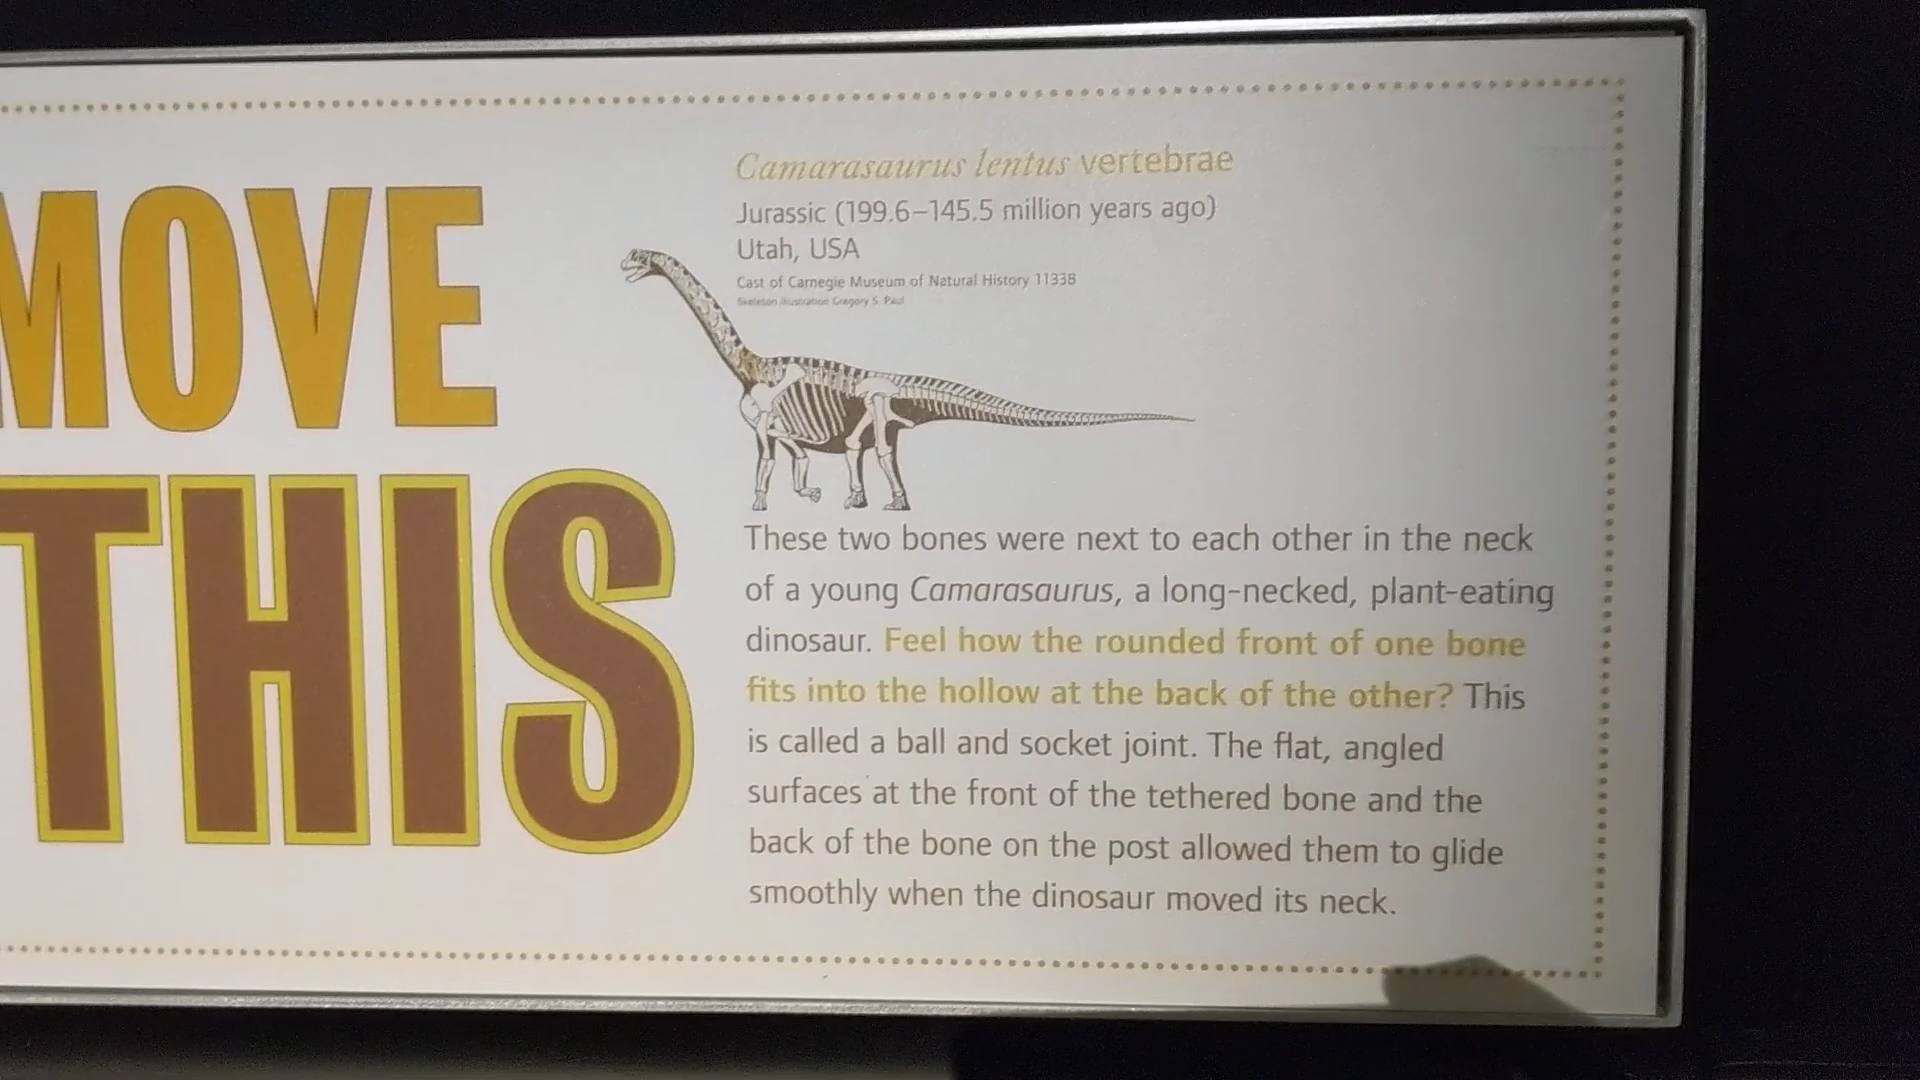 MOVE
THIS
Camarasaurus lentus vertebrae
Jurassic (199.6–145.5 million years ago)
Utah, USA
Cast of Carnegie Museum of Natural History 11338
Skeleton illustration Gregory S. Paul
These two bones were next to each other in the neck
of a young Camarasaurus, a long-necked, plant-eating
dinosaur. Feel how the rounded front of one bone
fits into the hollow at the back of the other? This
is called a ball and socket joint. The flat, angled
surfaces at the front of the tethered bone and the
back of the bone on the post allowed them to glide
smoothly when the dinosaur moved its neck.